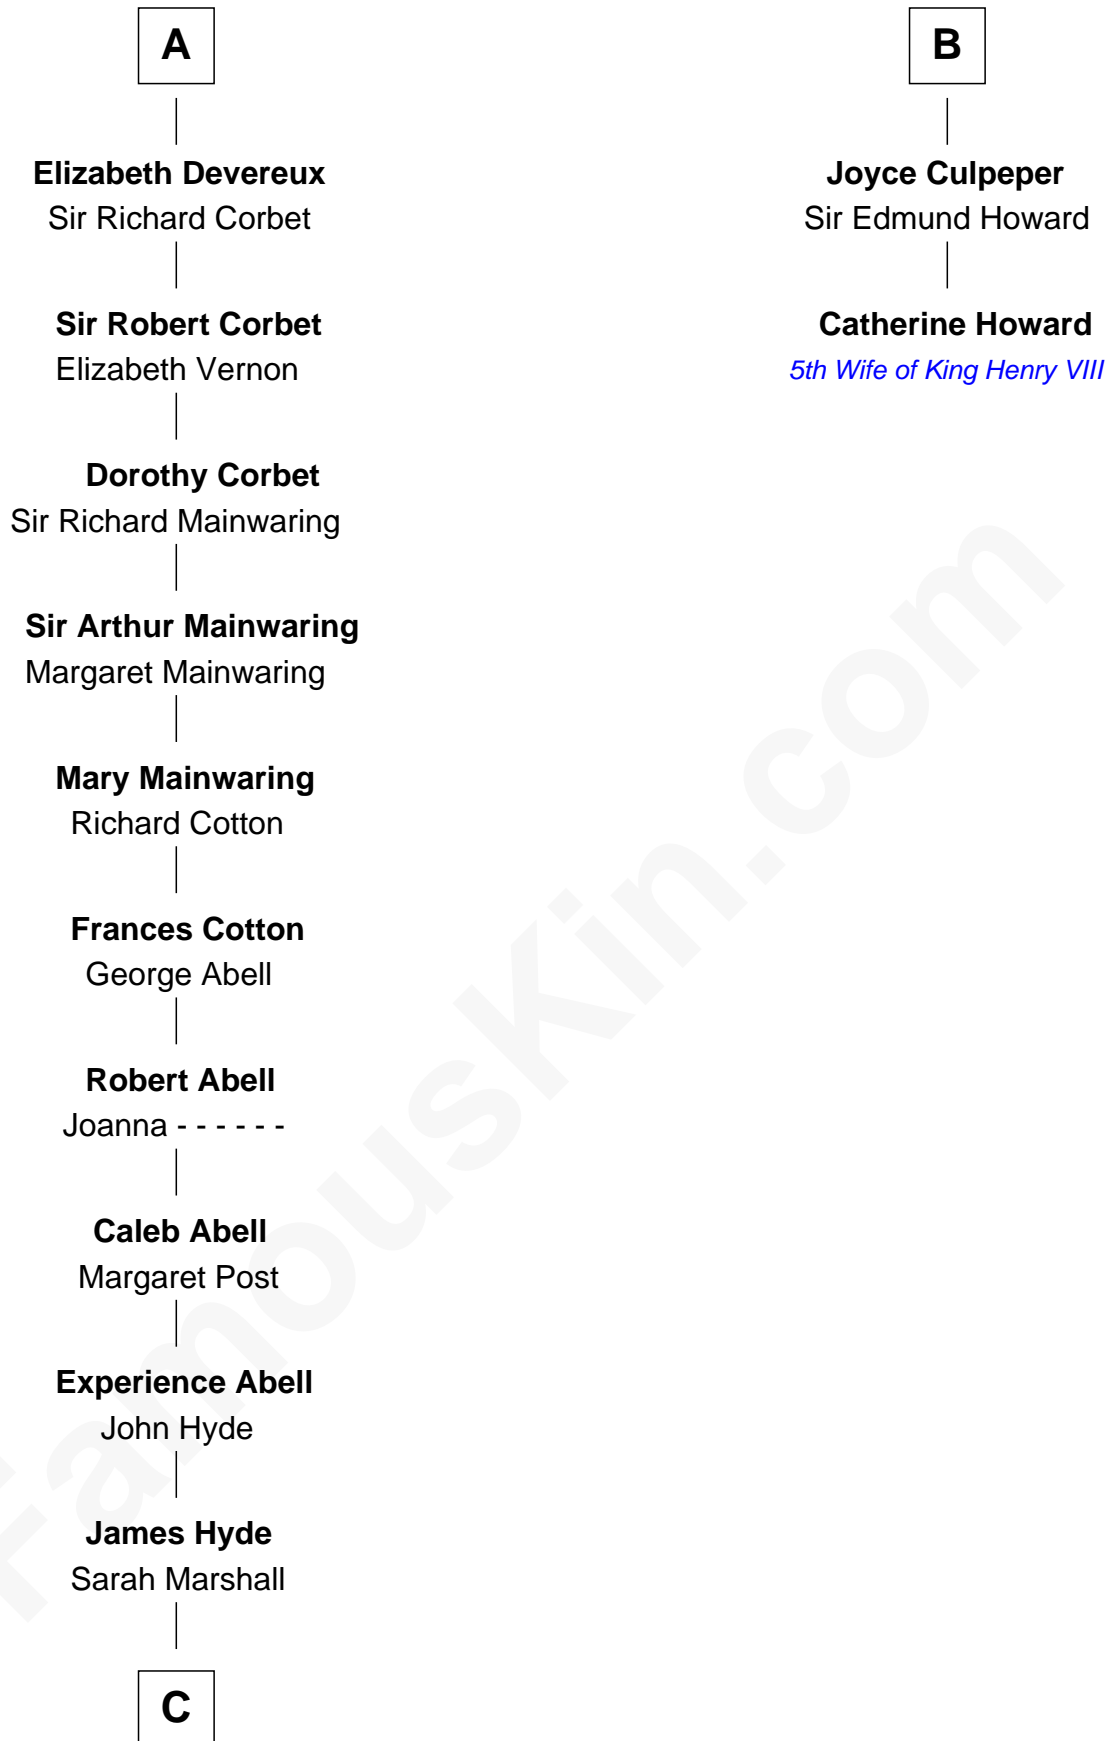 A
Elizabeth Devereux
Sir Richard Corbet
Sir Robert Corbet
Elizabeth Vernon
Dorothy Corbet
Sir Richard Mainwaring
Sir Arthur Mainwaring
Margaret Mainwaring
Mary Mainwaring
Richard Cotton
Frances Cotton
George Abell
Robert Abell
Joanna - - - - - -
Caleb Abell
Margaret Post
Experience Abell
John Hyde
James Hyde
Sarah Marshall
C
B
Joyce Culpeper
Sir Edmund Howard
Catherine Howard
5th Wife of King Henry VIII
FamousKin.com